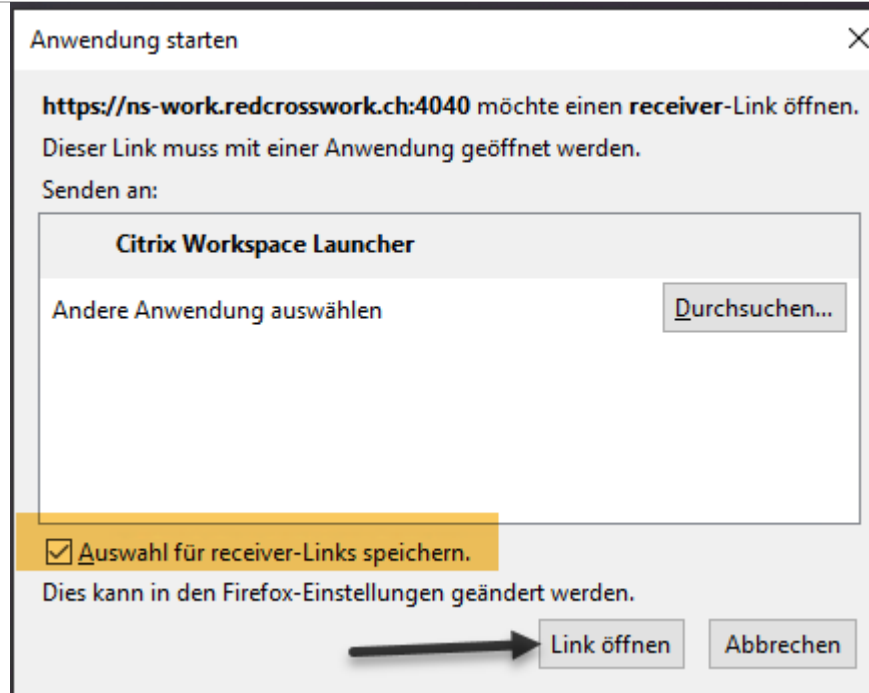 Anwendung starten
https://ns-work.redcrosswork.ch:4040 möchte einen receiver-Link öffnen.
Dieser Link muss mit einer Anwendung geöffnet werden.
Senden an:
Citrix Workspace Launcher
Andere Anwendung auswählen
Durchsuchen...
Auswahl für receiver-Links speichern.
Dies kann in den Firefox-Einstellungen geändert werden.
Link öffnen Abbrechen